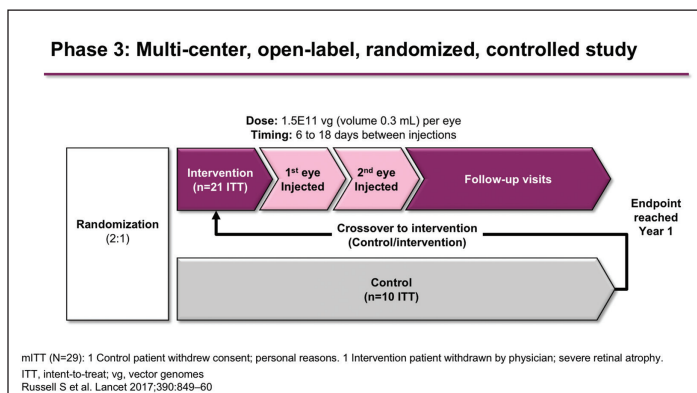 Phase 3: Multi-center, open-label, randomized, controlled study
Dose: 1.5E11 vg (volume 0.3 mL) per eye
Timing: 6 to 18 days between injections
Randomization
(2:1)
Intervention
(n=21 ITT)
1st eye
Injected
2nd eye
Injected
Follow-up visits
Endpoint
reached
Year 1
Crossover to intervention
(Control/intervention)
Control
(n=10 ITT)
mITT (N=29): 1 Control patient withdrew consent; personal reasons. 1 Intervention patient withdrawn by physician; severe retinal atrophy.
ITT, intent-to-treat; vg, vector genomes
Russell S et al. Lancet 2017;390:849–60